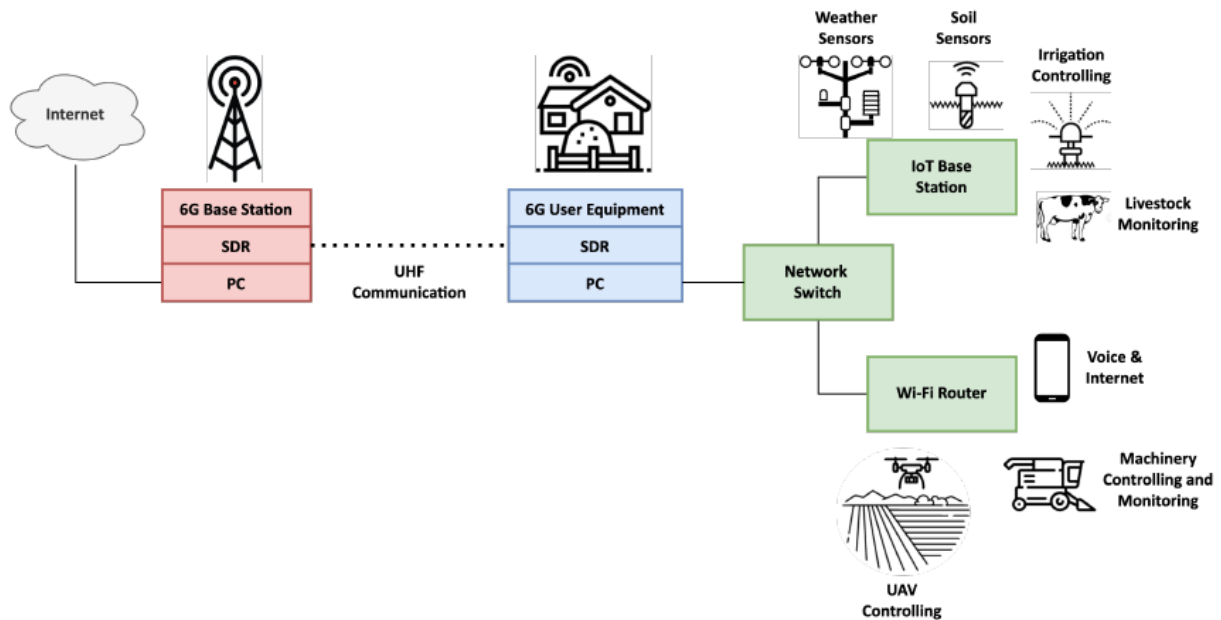 Internet
6G Base Station
SDR
PC
UHF
Communication
6G User Equipment
SDR
PC
Network
Switch
Weather
Sensors
Soil
Sensors
Irrigation
Controlling
IoT Base
Station
Livestock
Monitoring
Wi-Fi Router
Voice &
Internet
Machinery
Controlling and
Monitoring
UAV
Controlling